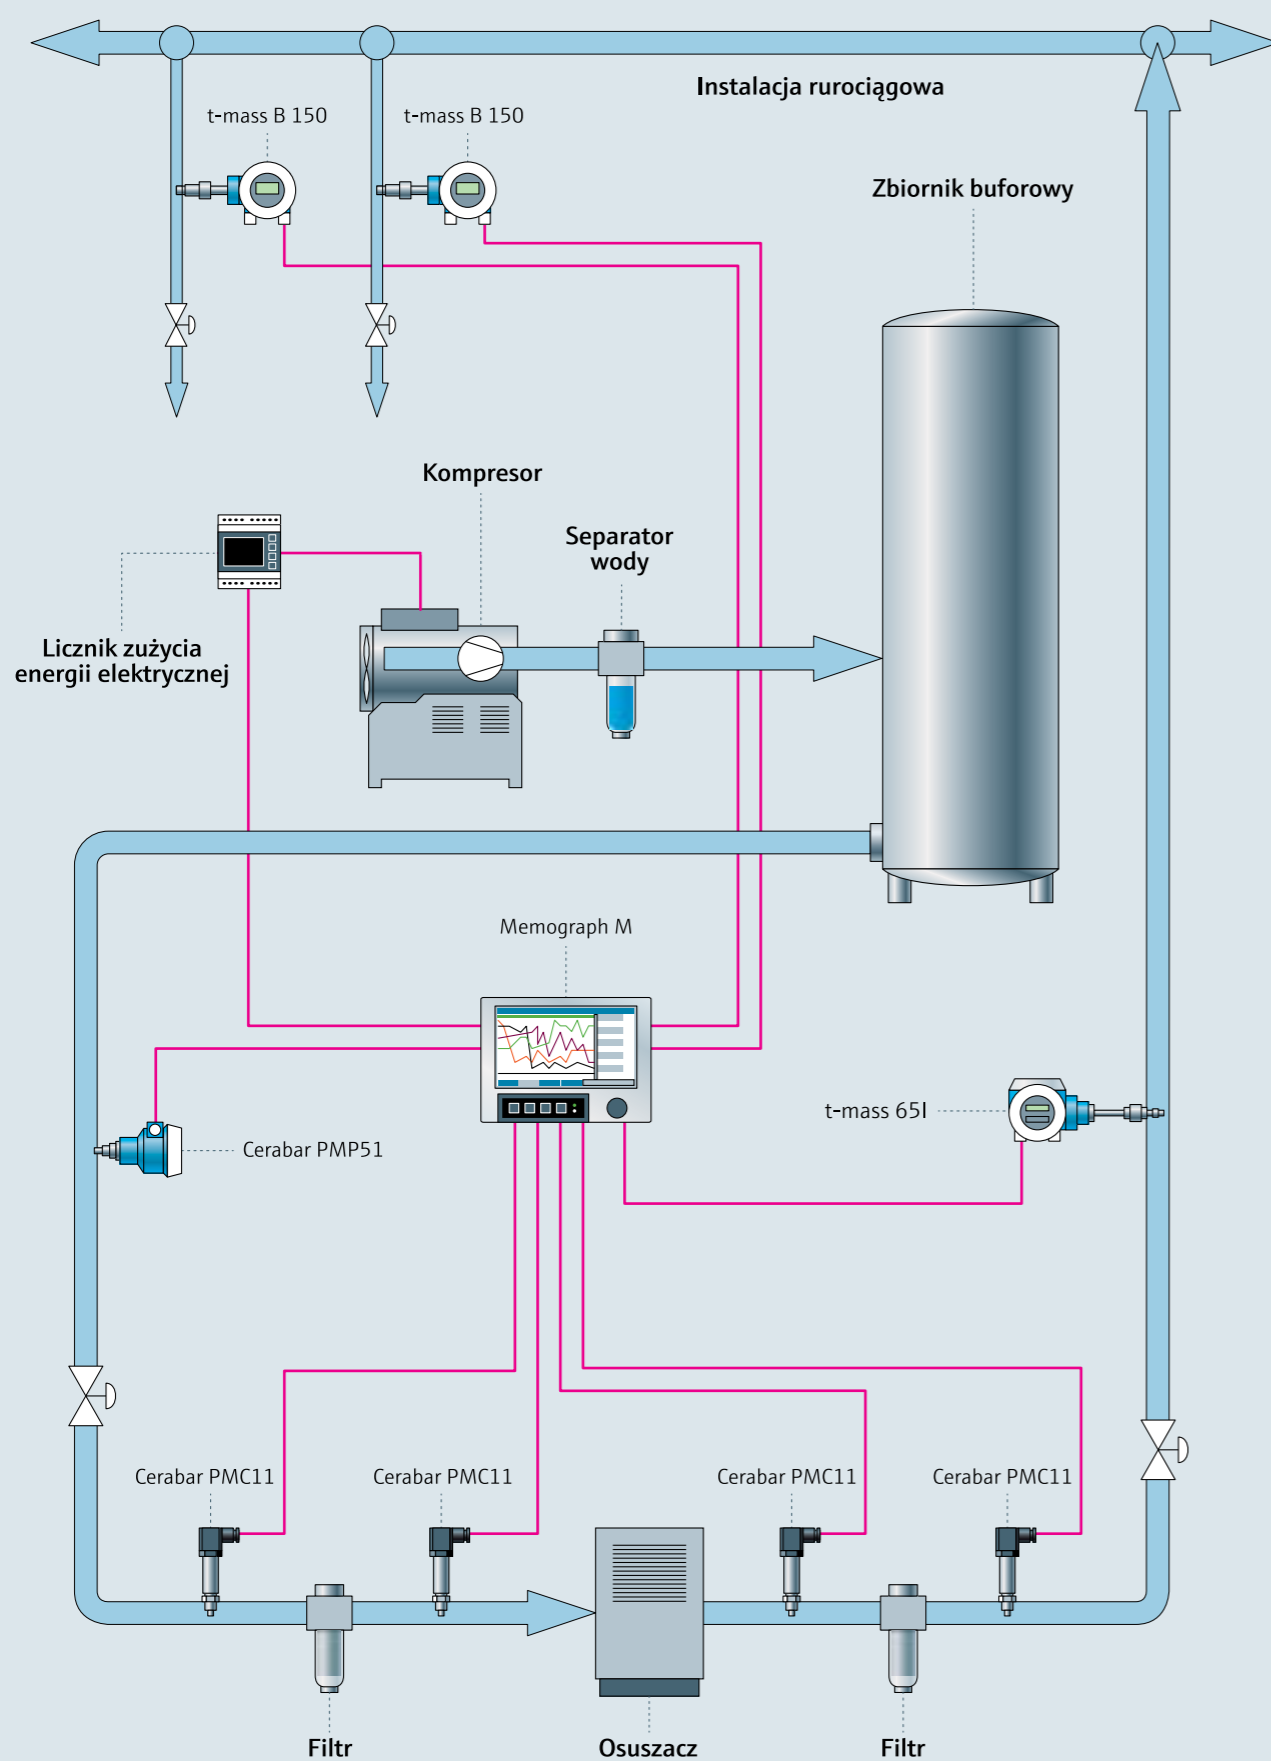 Instalacja rurociągowa
t-mass B 150
t-mass B 150
Zbiornik buforowy
Kompresor
Separator
wody
Licznik zużycia
energii elektrycznej
Memograph M
t-mass 65I
Cerabar PMP51
Cerabar PMC11
Cerabar PMC11
Cerabar PMC11
Cerabar PMC11
Filtr
Osuszacz
Filtr